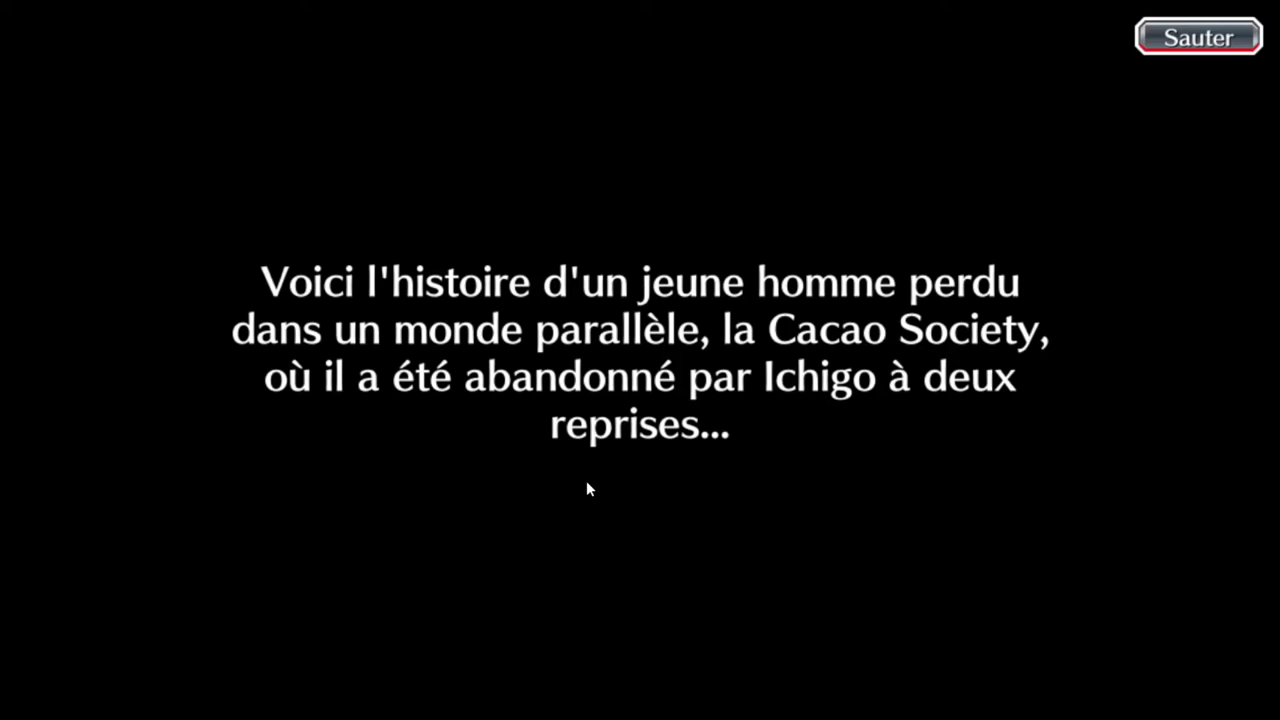 Sauter
Voici l'histoire d'un jeune homme perdu
dans un monde parallèle, la Cacao Society,
où il a été abandonné par Ichigo à deux
reprises...